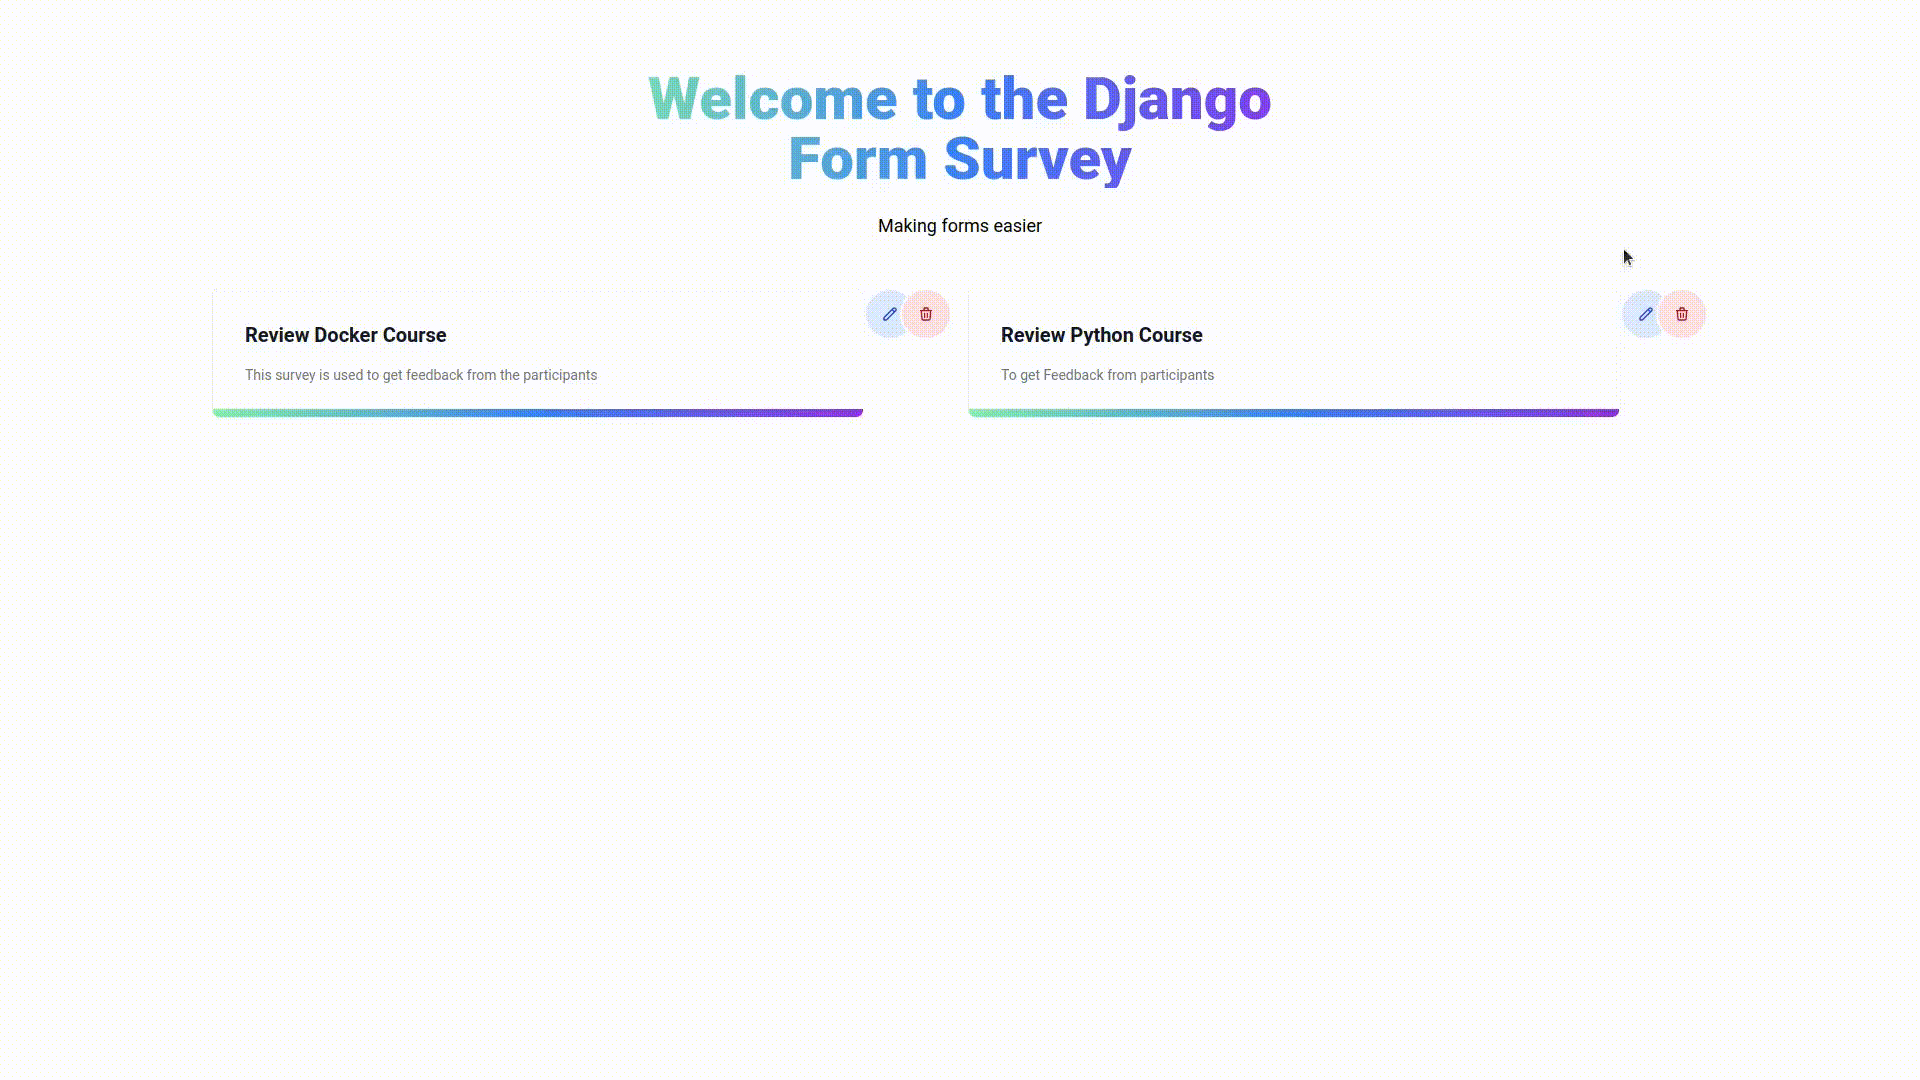 Welcome to the Django
Form Survey
Making forms easier
Review Docker Course
This survey is used to get feedback from the participants
Review Python Course
To get Feedback from participants